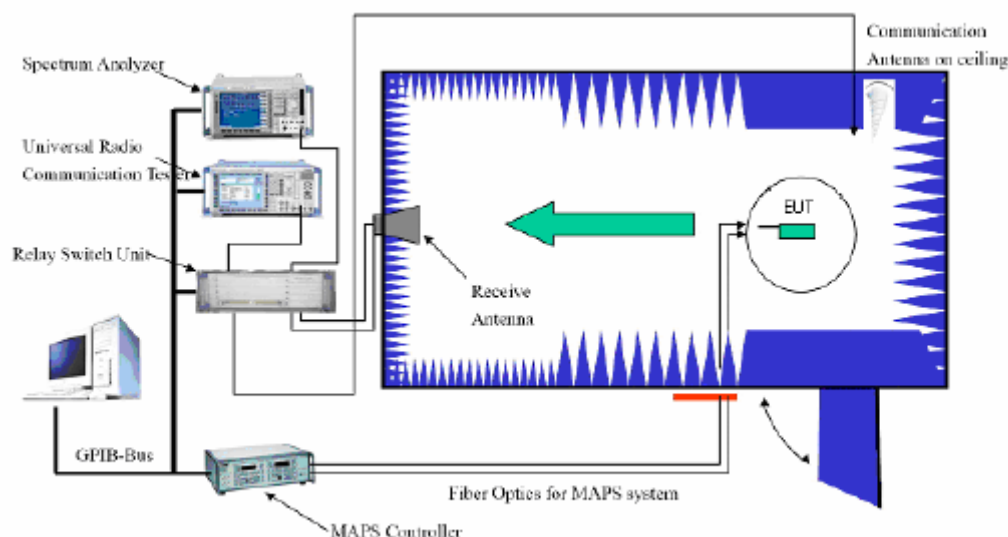 Communication
Antenna on ceiling
Spectrum Analyzer
Universal Radio
Communication Tester
EUT
Relay Switch Unit
Receive
Antenna
GPIB-Bus
Fiber Optics for MAPS system
MAPS Controller